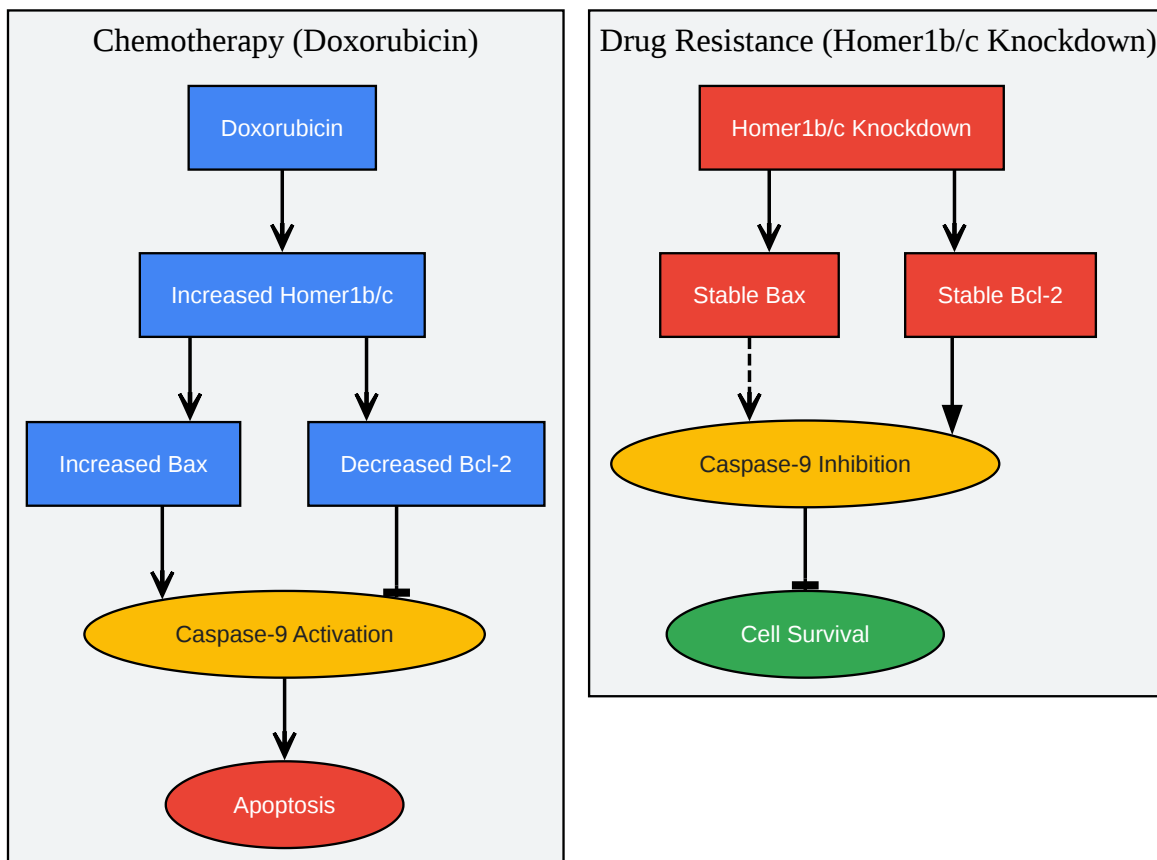 Chemotherapy (Doxorubicin)
Doxorubicin
Increased Homer1b/c
Increased Bax
Decreased Bcl-2
Caspase-9 Activation
Apoptosis
Drug Resistance (Homer1b/c Knockdown)
Homer1b/c Knockdown
Stable Bax
Stable Bcl-2
Caspase-9 Inhibition
Cell Survival